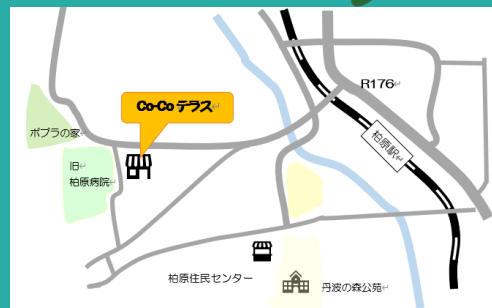 R176
Co-Co テラス
ポプラの家
旧
柏原病院
柏原駅
柏原住民センター
丹波の森公苑